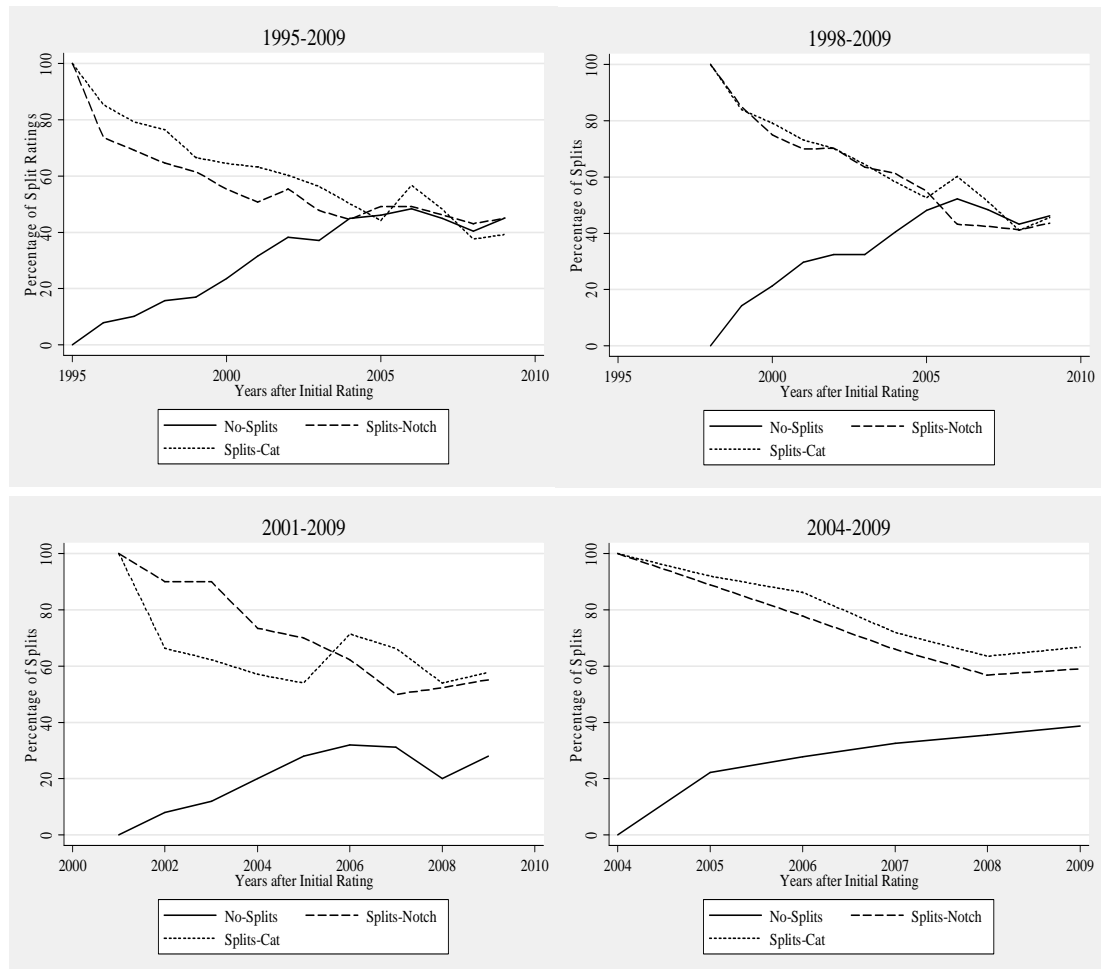 1995-2009
Percentage of Split Ratings
100
80
60
40
20
0
1995
2000
2005
2010
Years after Initial Rating
No-Splits
Splits-Notch
Splits-Cat
1998-2009
Percentage of Splits
100
80
60
40
20
0
1995
2000
2005
2010
Years after Initial Rating
No-Splits
Splits-Notch
Splits-Cat
2001-2009
Percentage of Splits
100
80
60
40
20
0
2000
2002
2004
2006
2008
2010
Years after Initial Rating
No-Splits
Splits-Notch
Splits-Cat
2004-2009
Percentage of Splits
100
80
60
40
20
0
2004
2005
2006
2007
2008
2009
Years after Initial Rating
No-Splits
Splits-Notch
Splits-Cat